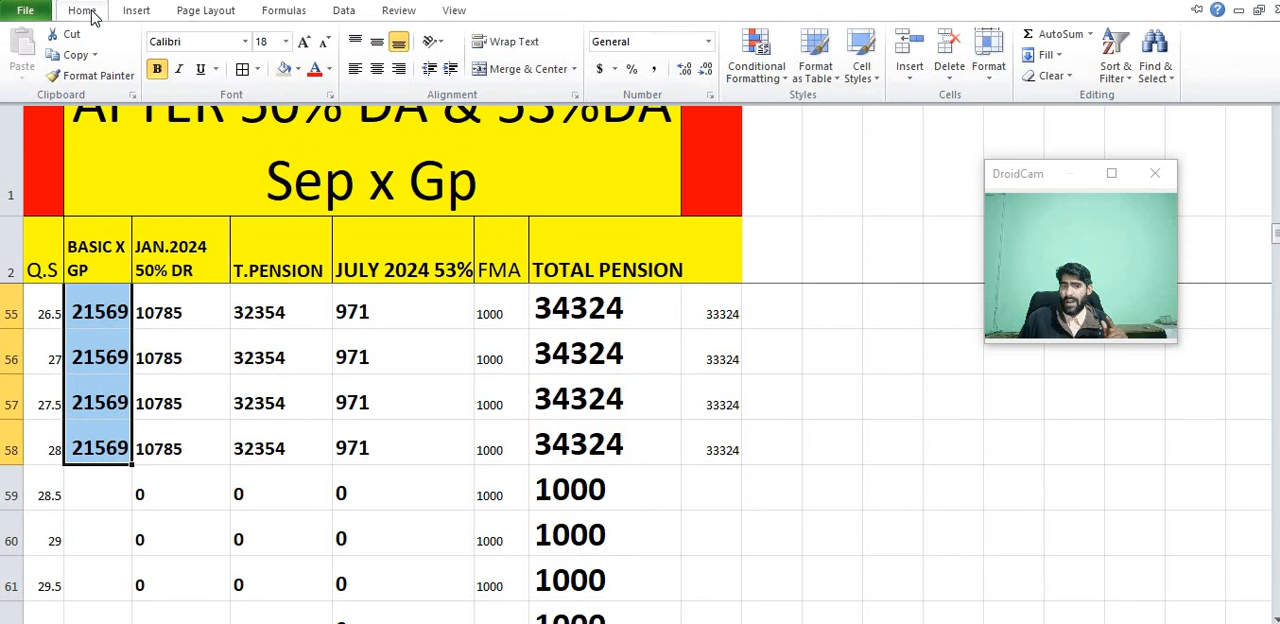 File Home Insert Page Layout Formulas Data Review View
Cut
Copy
Paste
Format Painter
Clipboard
Calibri 18
B I U
Font
Wrap Text
Merge & Center
Alignment
General
$ % ,
Number
Conditional Formatting
Format as Table
Cell Styles
Styles
Insert
Delete
Format
Cells
Σ AutoSum
Fill
Clear
Sort & Filter
Find & Select
Editing
AFTER 50% DA & 53%DA
1 Sep x Gp
2 Q.S BASIC X GP JAN.2024 50% DR T.PENSION JULY 2024 53% FMA TOTAL PENSION
55 26.5 21569 10785 32354 971 1000 34324 33324
56 27 21569 10785 32354 971 1000 34324 33324
57 27.5 21569 10785 32354 971 1000 34324 33324
58 28 21569 10785 32354 971 1000 34324 33324
59 28.5 0 0 0 1000 1000
60 29 0 0 0 1000 1000
61 29.5 0 0 0 1000 1000
DroidCam